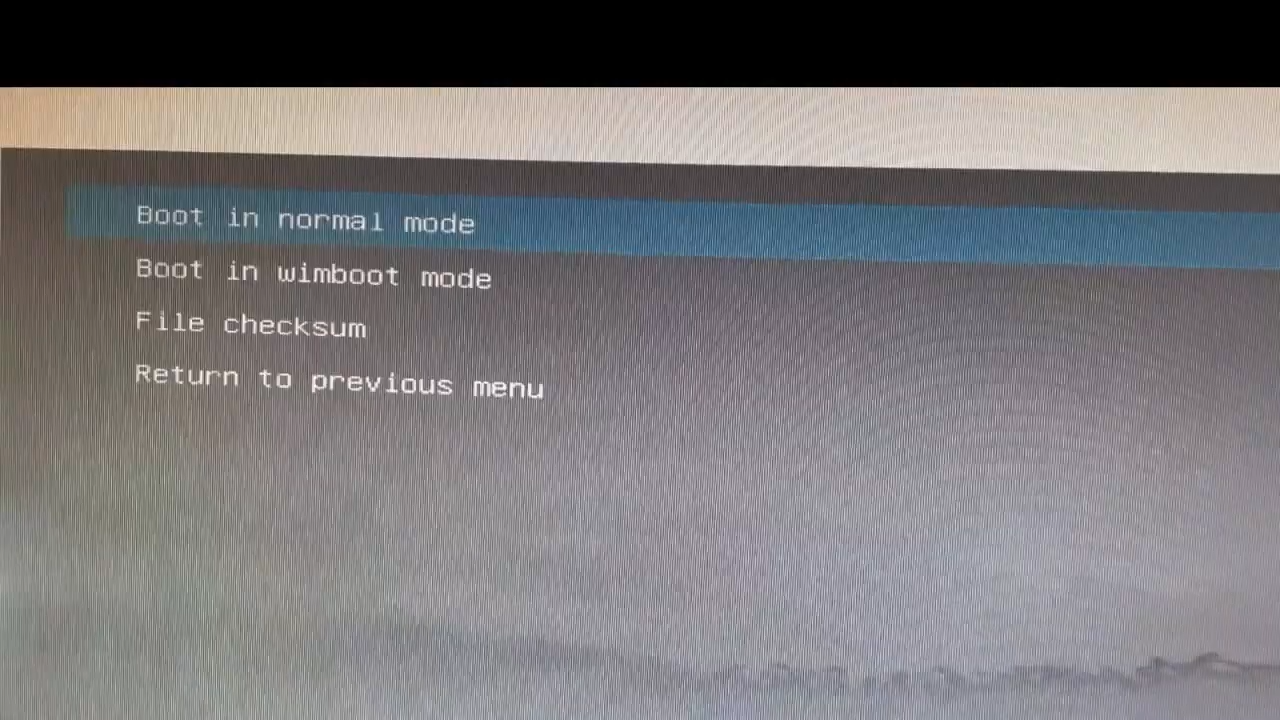 Boot in normal mode
Boot in wimboot mode
File checksum
Return to previous menu